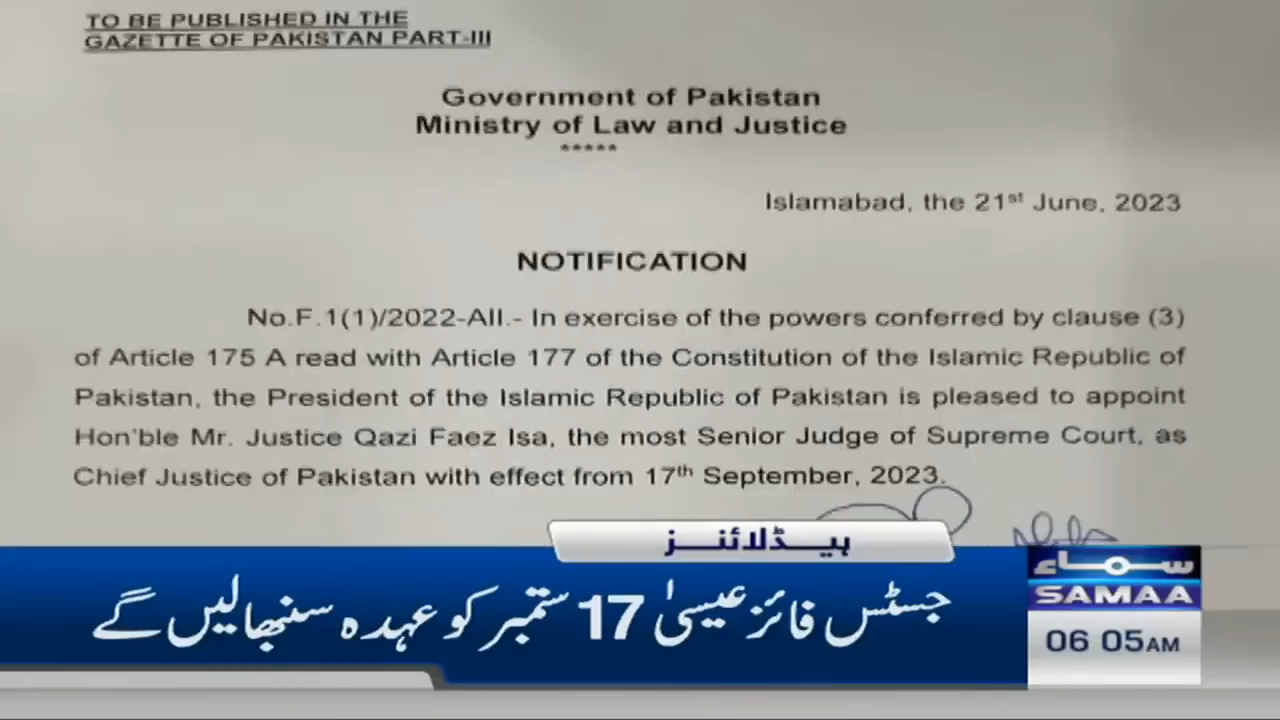 TO BE PUBLISHED IN THE
GAZETTE OF PAKISTAN PART-III
Government of Pakistan
Ministry of Law and Justice
*****
Islamabad, the 21st June, 2023
NOTIFICATION
No.F.1(1)/2022-AII.- In exercise of the powers conferred by clause (3)
of Article 175 A read with Article 177 of the Constitution of the Islamic Republic of
Pakistan, the President of the Islamic Republic of Pakistan is pleased to appoint
Hon'ble Mr. Justice Qazi Faez Isa, the most Senior Judge of Supreme Court, as
Chief Justice of Pakistan with effect from 17th September, 2023.
ہیڈلائنز
جسٹس فائز عیسیٰ 17 ستمبر کو عہدہ سنبھالیں گے
سماء
SAMAA
06 05AM